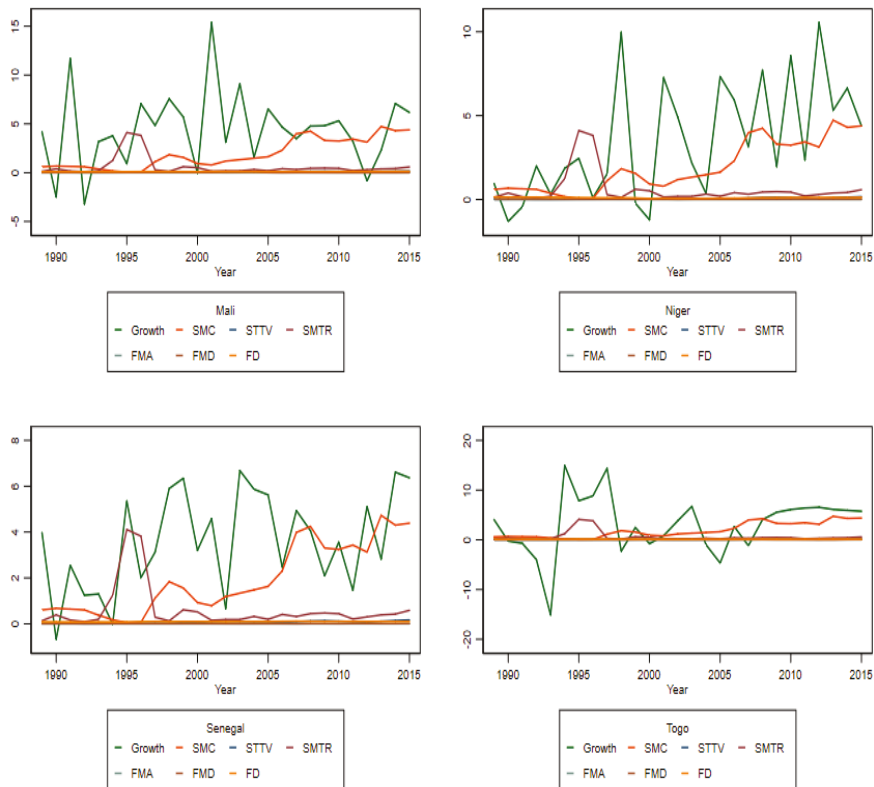 15
10
5
0
-5
1990 1995 2000 2005 2010 2015
Year
Mali
Growth SMC STTV SMTR
FMA FMD FD
10
5
0
1990 1995 2000 2005 2010 2015
Year
Niger
Growth SMC STTV SMTR
FMA FMD FD
8
6
4
2
0
1990 1995 2000 2005 2010 2015
Year
Senegal
Growth SMC STTV SMTR
FMA FMD FD
20
10
0
-10
-20
1990 1995 2000 2005 2010 2015
Year
Togo
Growth SMC STTV SMTR
FMA FMD FD